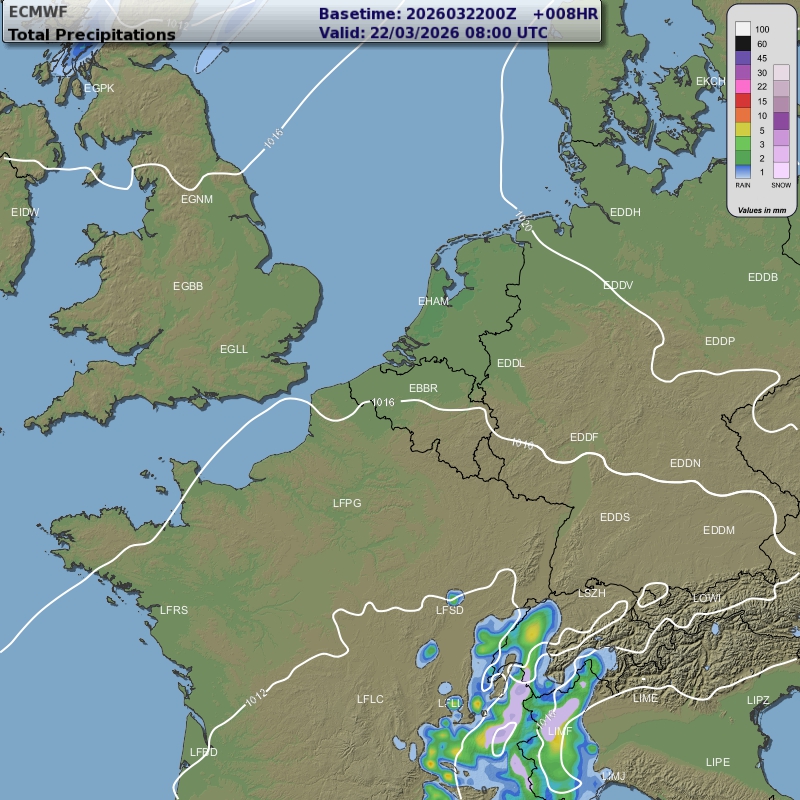 ECMWF
Basetime: 2026032200Z +008HR
Total Precipitations
Valid: 22/03/2026 08:00 UTC
100
60
45
30
22
15
10
5
3
2
1
RAIN
SNOW
Values in mm
EGPK
EKCH
1016
EGNM
EIDW
EDDH
1020
EGBB
EDDB
EDDV
EHAM
EGLL
EDDP
EDDL
EBBR
1016
1016
EDDF
EDDN
LFPG
EDDS
EDDM
LSZH
LOWI
LFRS
LFSD
1012
LFLC
LFLL
LIME
LIPZ
LIMF
LFBD
LIPE
LIMJ